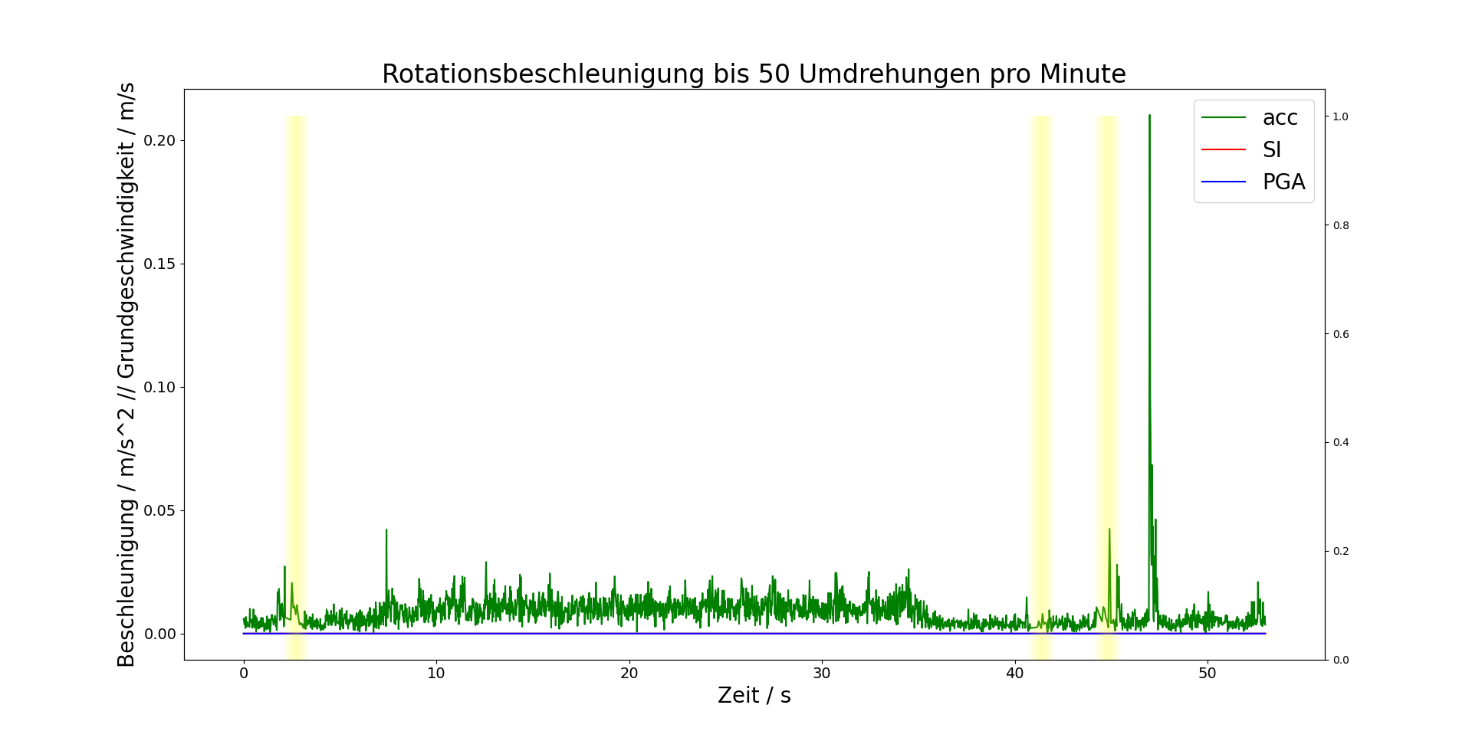 Rotationsbeschleunigung bis 50 Umdrehungen pro Minute
Beschleunigung / m/s^2 // Grundgeschwindigkeit / m/s
0.20
0.15
0.10
0.05
0.00
acc
SI
PGA
1.0
0.8
0.6
0.4
0.2
0.0
0 10 20 30 40 50
Zeit / s